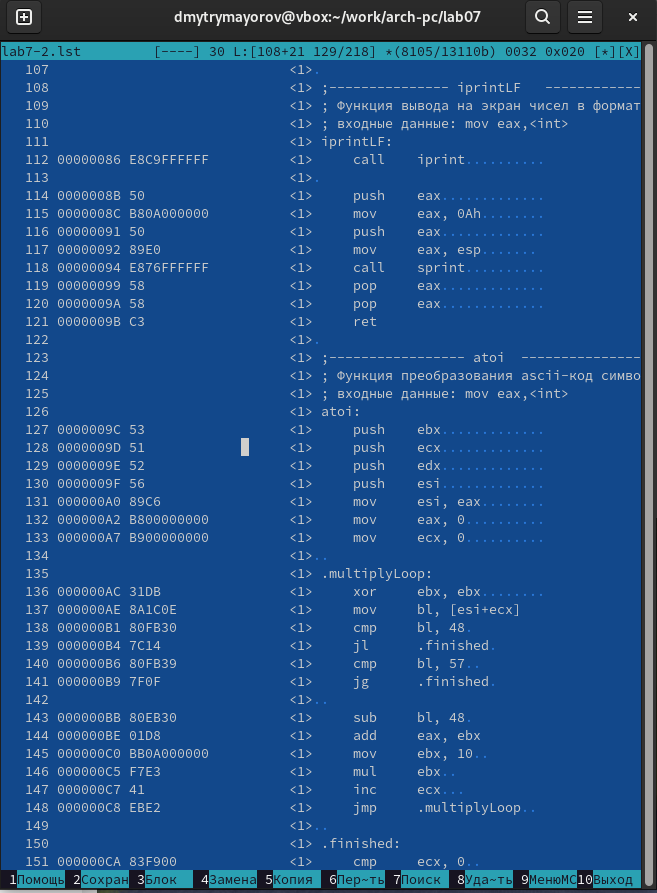 dmytrymayorov@vbox:~/work/arch-pc/lab07
lab7-2.lst [----] 30 L:[108+21 129/218] *(8105/13110b) 0032 0x020 [*][X]
107 <1>.
108 <1> ;--------------- iprintLF ------------
109 <1> ; Функция вывода на экран чисел в формат
110 <1> ; входные данные: mov eax,<int>
111 <1> iprintLF:
112 00000086 E8C9FFFFFF <1> call iprint..........
113 <1>.
114 0000008B 50 <1> push eax.............
115 0000008C B80A000000 <1> mov eax, 0Ah.........
116 00000091 50 <1> push eax.............
117 00000092 89E0 <1> mov eax, esp.......
118 00000094 E876FFFFFF <1> call sprint..........
119 00000099 58 <1> pop eax.............
120 0000009A 58 <1> pop eax.............
121 0000009B C3 <1> ret
122 <1>.
123 <1> ;----------------- atoi ---------------
124 <1> ; Функция преобразования ascii-код симво
125 <1> ; входные данные: mov eax,<int>
126 <1> atoi:
127 0000009C 53 <1> push ebx.............
128 0000009D 51 <1> push ecx.............
129 0000009E 52 <1> push edx.............
130 0000009F 56 <1> push esi.............
131 000000A0 89C6 <1> mov esi, eax........
132 000000A2 B800000000 <1> mov eax, 0..........
133 000000A7 B900000000 <1> mov ecx, 0..........
134 <1>..
135 <1> .multiplyLoop:
136 000000AC 31DB <1> xor ebx, ebx........
137 000000AE 8A1C0E <1> mov bl, [esi+ecx]
138 000000B1 80FB30 <1> cmp bl, 48.
139 000000B4 7C14 <1> jl .finished.
140 000000B6 80FB39 <1> cmp bl, 57..
141 000000B9 7F0F <1> jg .finished.
142 <1>..
143 000000BB 80EB30 <1> sub bl, 48.
144 000000BE 01D8 <1> add eax, ebx
145 000000C0 BB0A000000 <1> mov ebx, 10..
146 000000C5 F7E3 <1> mul ebx..
147 000000C7 41 <1> inc ecx...
148 000000C8 EBE2 <1> jmp .multiplyLoop..
149 <1>..
150 <1> .finished:
151 000000CA 83F900 <1> cmp ecx, 0..
1Помощь 2Сохран 3Блок 4Замена 5Копия 6Пер~ть 7Поиск 8Уда~ть 9МенюMC 10Выход